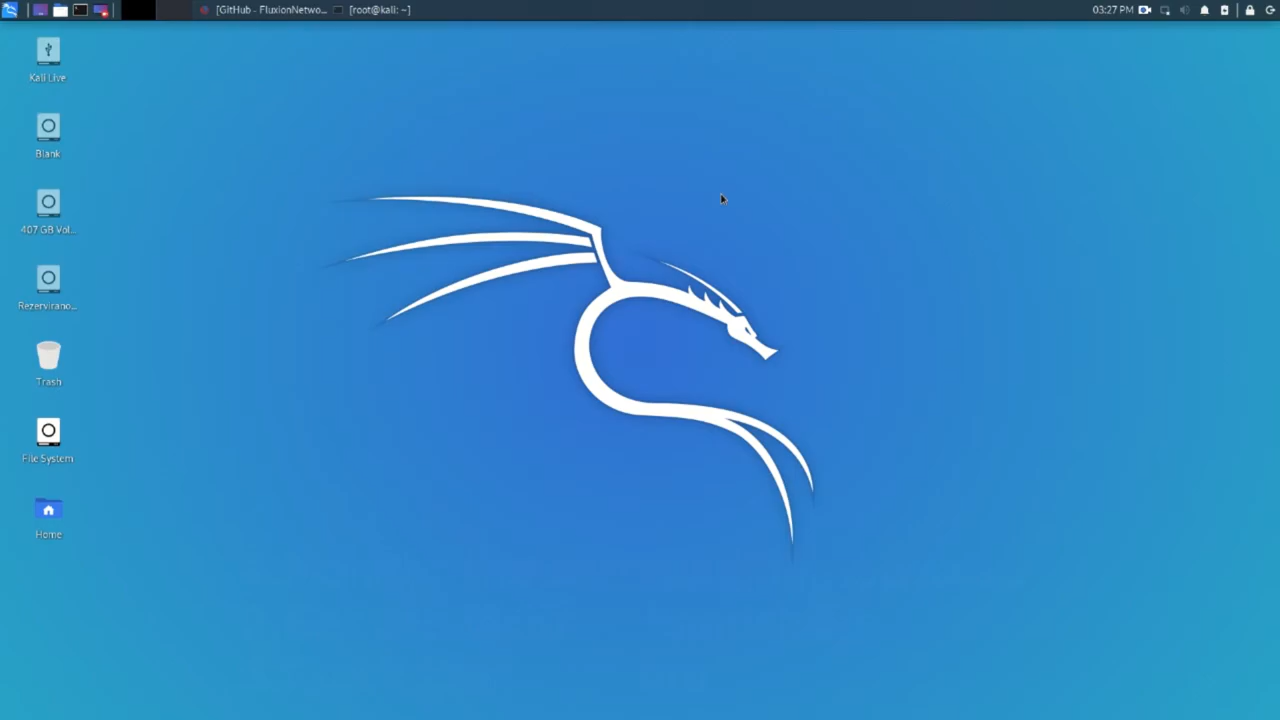 [GitHub - FluxionNetwo...
[root@kali: ~]
03:27 PM
Kali Live
Blank
407 GB Vol...
Rezervirano...
Trash
File System
Home